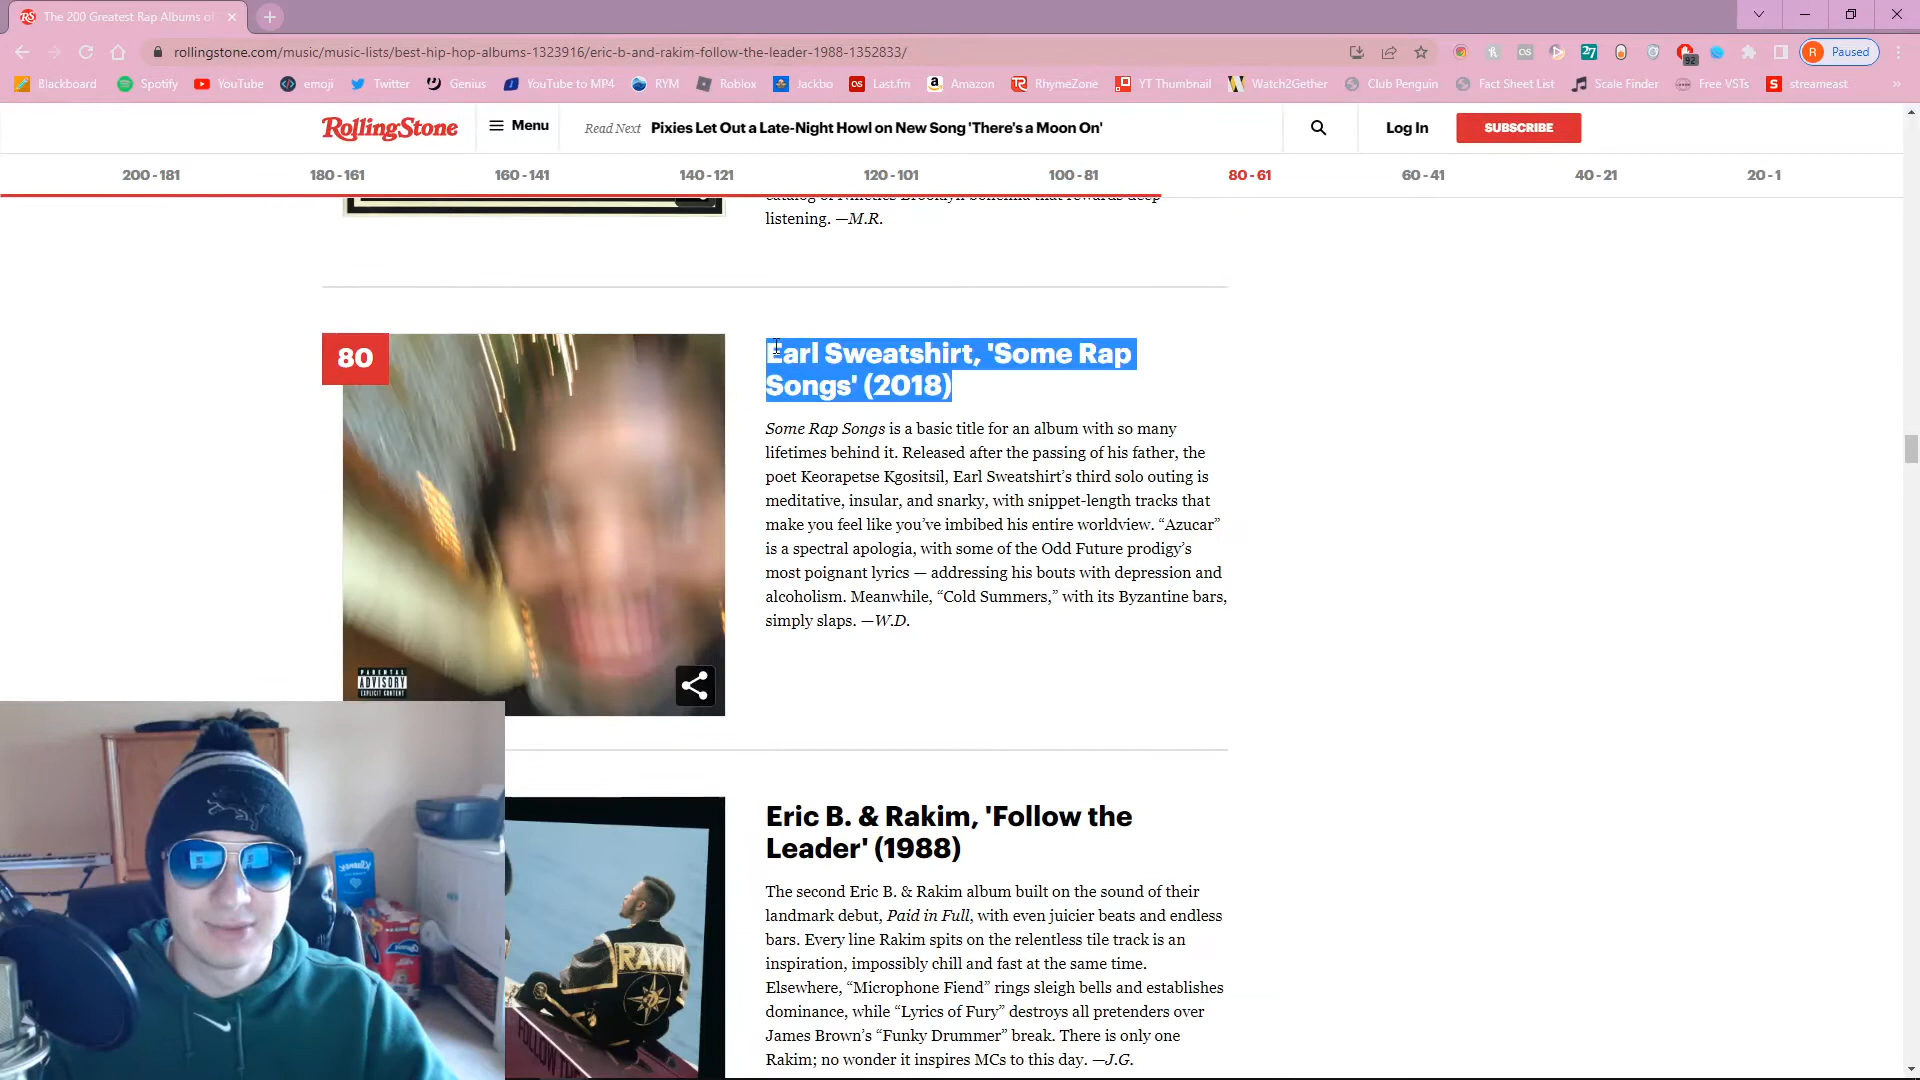 The 200 Greatest Rap Albums of
rollingstone.com/music/music-lists/best-hip-hop-albums-1323916/eric-b-and-rakim-follow-the-leader-1988-1352833/
27
92
R Paused
Blackboard Spotify YouTube emoji Twitter Genius YouTube to MP4 RYM Roblox Jackbo Last.fm Amazon RhymeZone YT Thumbnail Watch2Gether Club Penguin Fact Sheet List Scale Finder Free VSTs streameast
RollingStone Menu Read Next Pixies Let Out a Late-Night Howl on New Song 'There's a Moon On' Log In SUBSCRIBE
200 - 181 180 - 161 160 - 141 140 - 121 120 - 101 100 - 81 80 - 61 60 - 41 40 - 21 20 - 1
catalog of Nineties Brooklyn bohemia that rewards deep
listening. —M.R.
80
Earl Sweatshirt, 'Some Rap
Songs' (2018)
Some Rap Songs is a basic title for an album with so many
lifetimes behind it. Released after the passing of his father, the
poet Keorapetse Kgositsil, Earl Sweatshirt’s third solo outing is
meditative, insular, and snarky, with snippet-length tracks that
make you feel like you’ve imbibed his entire worldview. “Azucar”
is a spectral apologia, with some of the Odd Future prodigy’s
most poignant lyrics — addressing his bouts with depression and
alcoholism. Meanwhile, “Cold Summers,” with its Byzantine bars,
simply slaps. —W.D.
PARENTAL
ADVISORY
EXPLICIT CONTENT
Eric B. & Rakim, 'Follow the
Leader' (1988)
The second Eric B. & Rakim album built on the sound of their
landmark debut, Paid in Full, with even juicier beats and endless
bars. Every line Rakim spits on the relentless tile track is an
inspiration, impossibly chill and fast at the same time.
Elsewhere, “Microphone Fiend” rings sleigh bells and establishes
dominance, while “Lyrics of Fury” destroys all pretenders over
James Brown’s “Funky Drummer” break. There is only one
Rakim; no wonder it inspires MCs to this day. —J.G.
RAKIM
Kleenex
Charmin